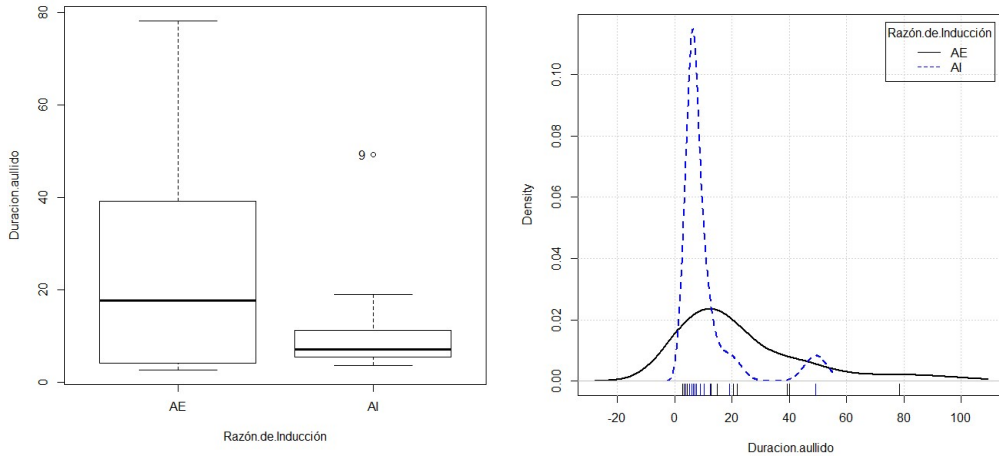 80
60
40
20
0
Duracion.aullido
9
AE
AI
Razón.de.Inducción
Razón.de.Inducción
AE
AI
0.10
0.08
0.06
0.04
0.02
0.00
Density
-20
0
20
40
60
80
100
Duracion.aullido